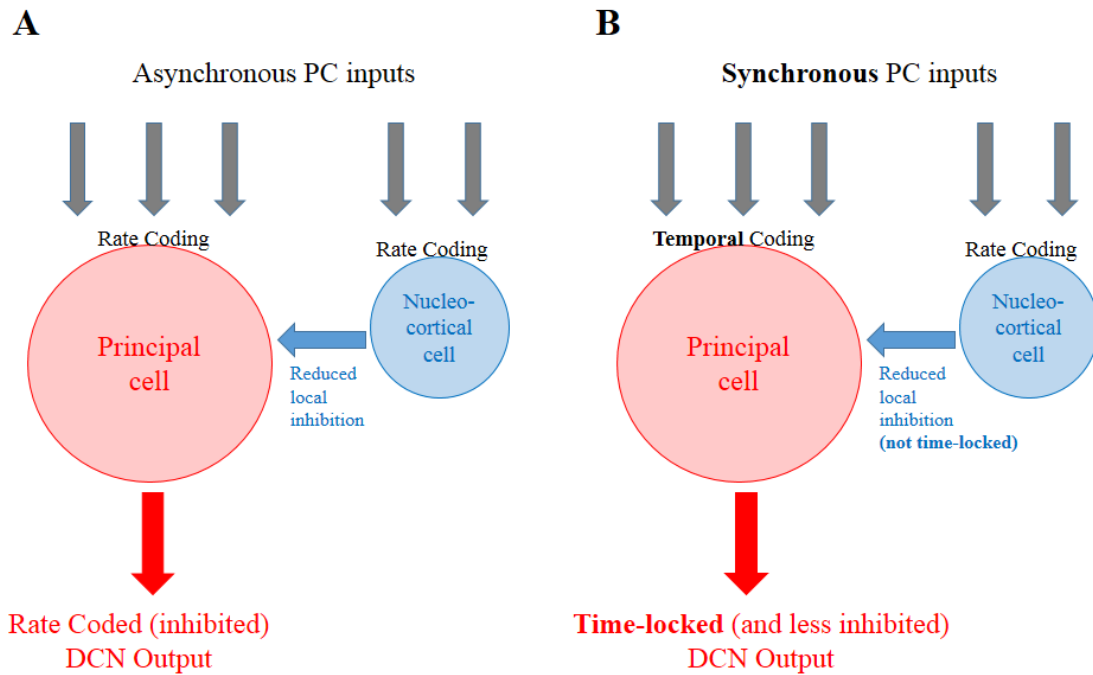 A
Asynchronous PC inputs
Rate Coding
Rate Coding
Nucleo-
cortical
cell
Principal
cell
Reduced
local
inhibition
Rate Coded (inhibited)
DCN Output
B
Synchronous PC inputs
Temporal Coding
Rate Coding
Nucleo-
cortical
cell
Principal
cell
Reduced
local
inhibition
(not time-locked)
Time-locked (and less inhibited)
DCN Output